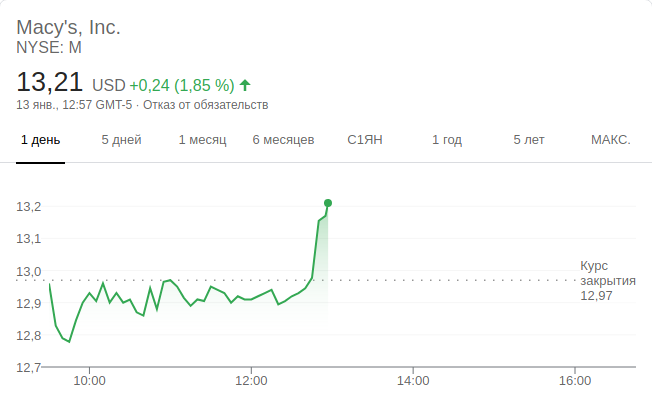 Macy's, Inc.
NYSE: M
13,21 USD +0,24 (1,85 %)
13 янв., 12:57 GMT-5 · Отказ от обязательств
1 день 5 дней 1 месяц 6 месяцев С1ЯН 1 год 5 лет МАКС.
13,2
13,1
13,0
12,9
12,8
12,7
Курс
закрытия
12,97
10:00 12:00 14:00 16:00